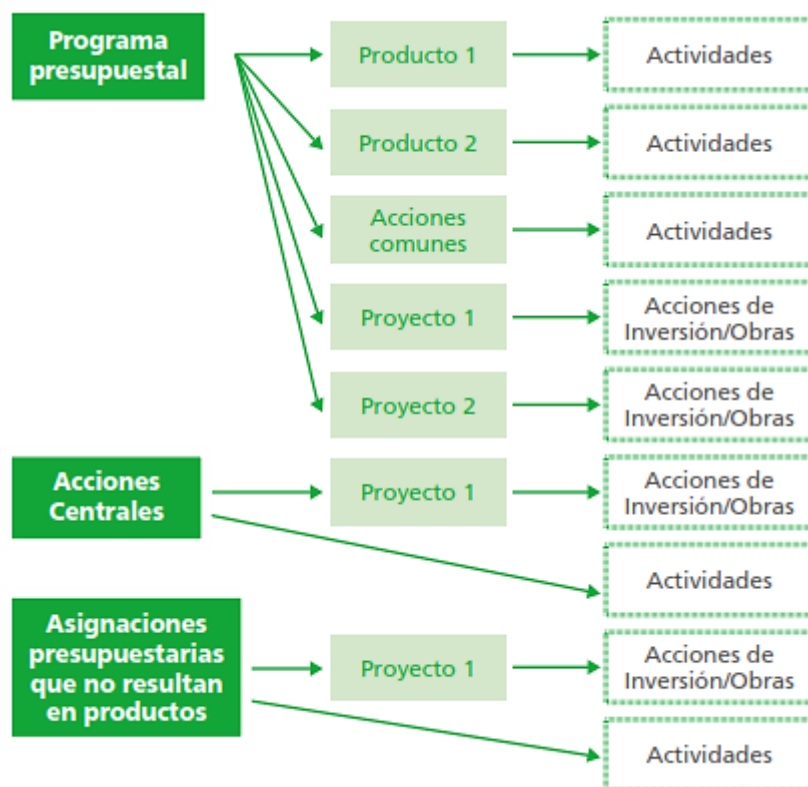 Programa
presupuestal
Producto 1
Actividades
Producto 2
Actividades
Acciones
comunes
Actividades
Proyecto 1
Acciones de
Inversión/Obras
Proyecto 2
Acciones de
Inversión/Obras
Acciones
Centrales
Proyecto 1
Acciones de
Inversión/Obras
Actividades
Asignaciones
presupuestarias
que no resultan
en productos
Proyecto 1
Acciones de
Inversión/Obras
Actividades